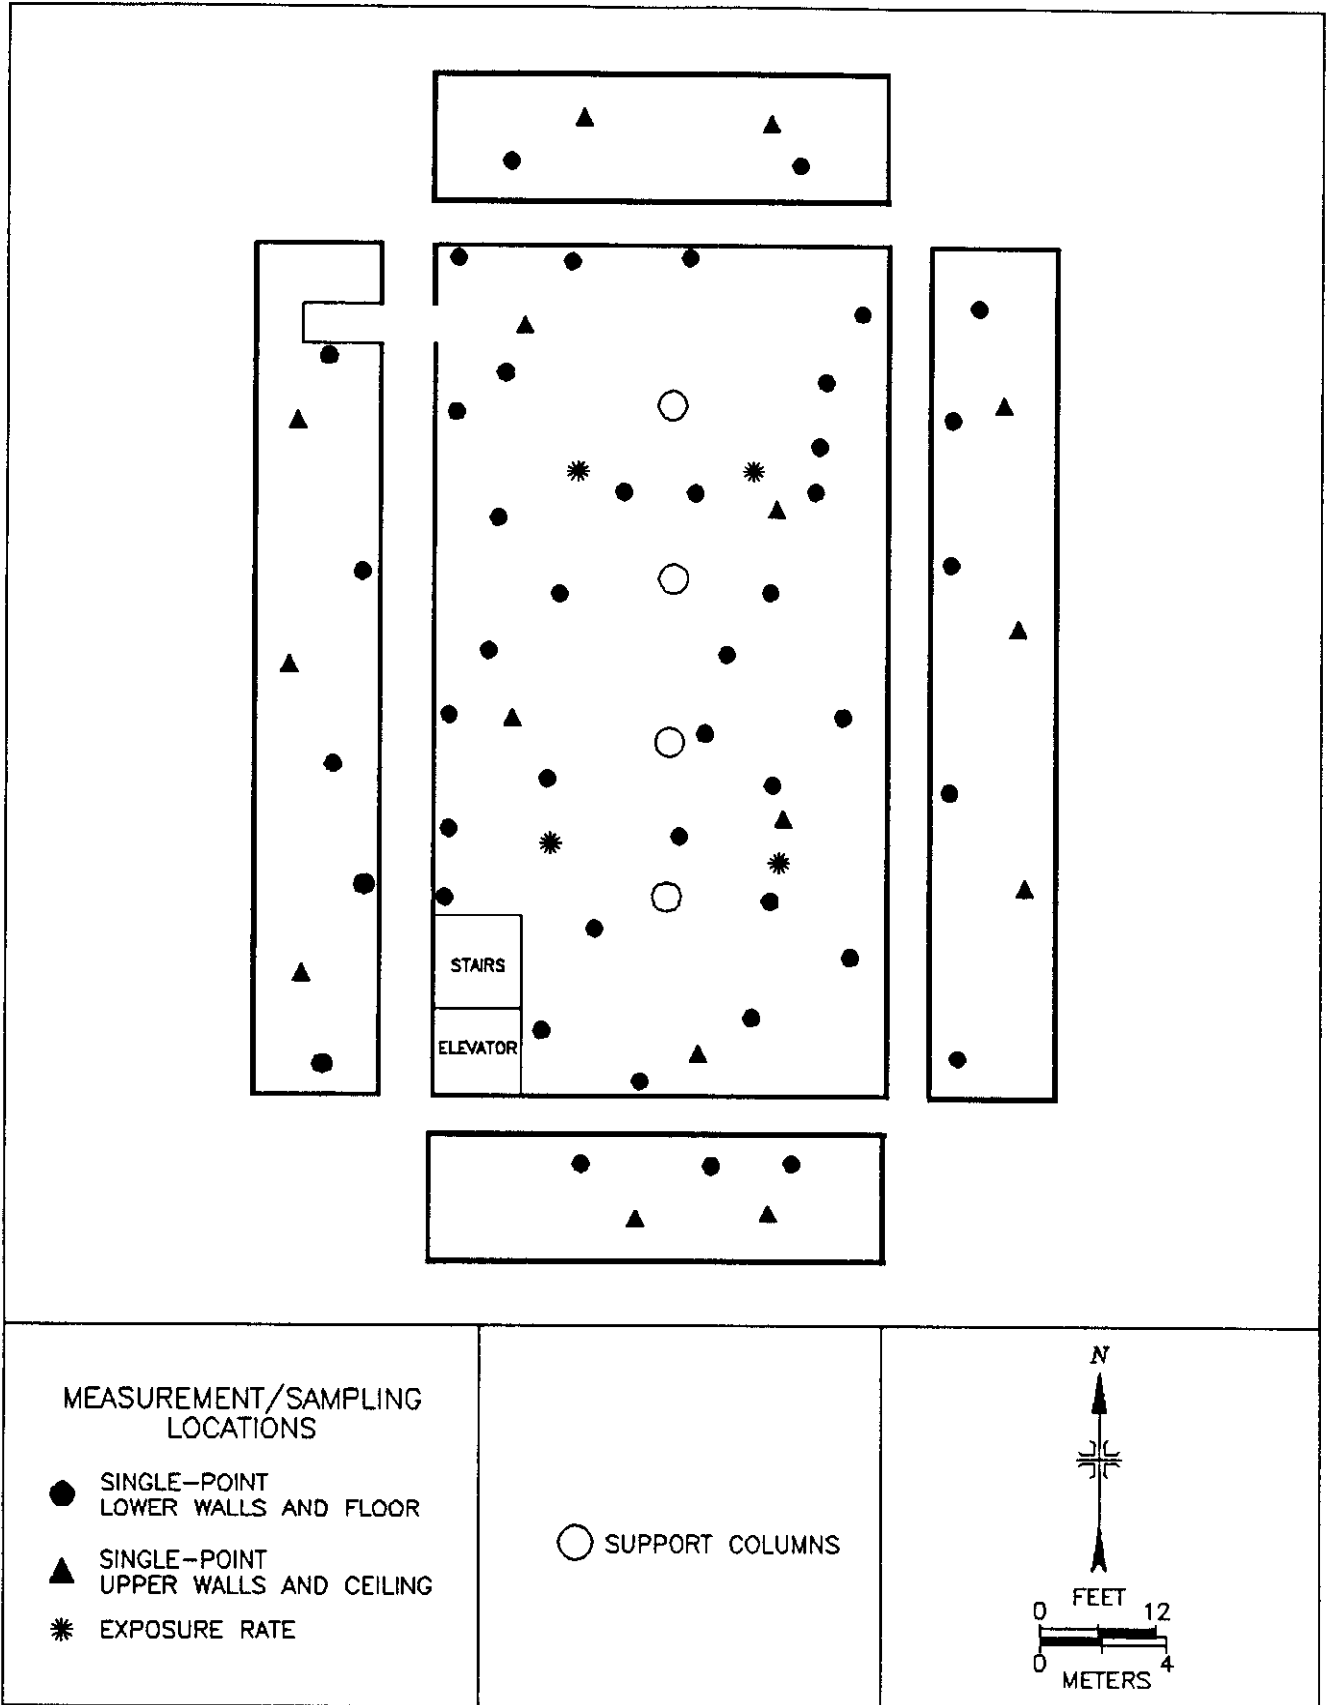 STAIRS
ELEVATOR
MEASUREMENT/SAMPLING
LOCATIONS
SINGLE-POINT
LOWER WALLS AND FLOOR
SINGLE-POINT
UPPER WALLS AND CEILING
EXPOSURE RATE
SUPPORT COLUMNS
N
FEET
0 12
0 4
METERS